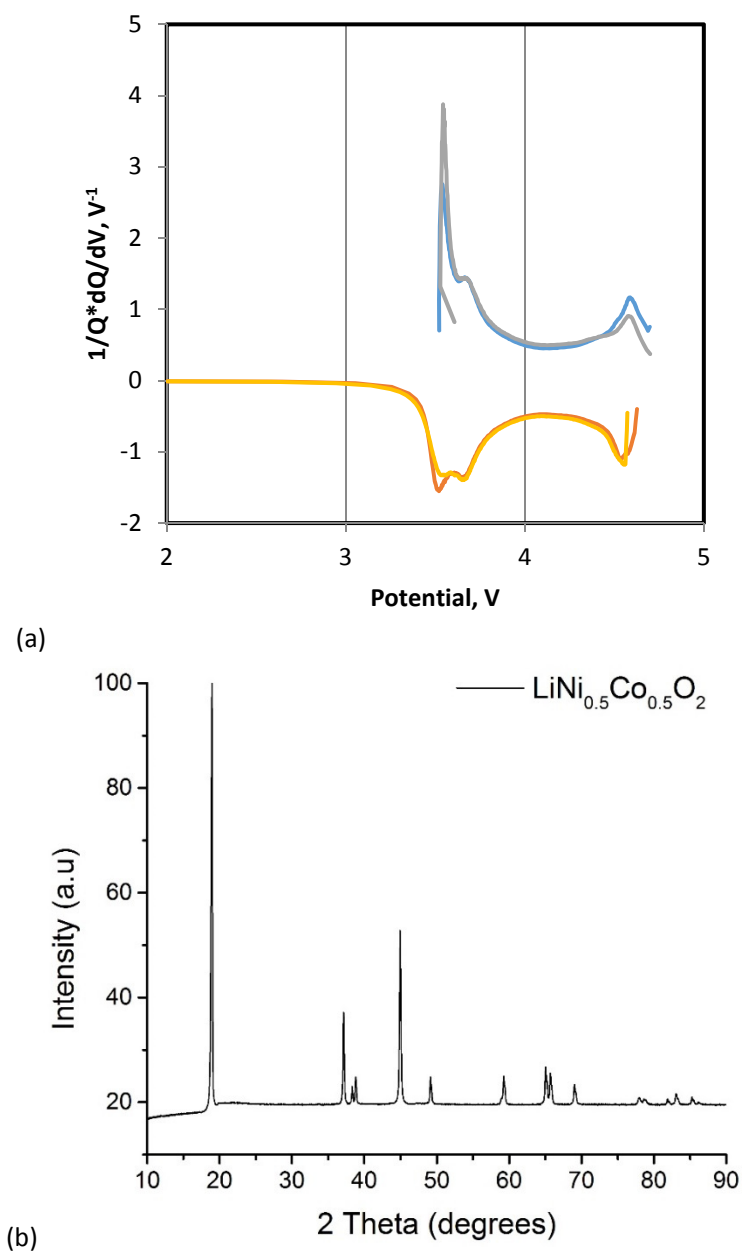 5
4
3
2
1
0
-1
-2
1/Q*dQ/dV, V⁻¹
2 3 4 5
Potential, V
(a)
100
80
60
40
20
Intensity (a.u)
LiNi₀.₅Co₀.₅O₂
10 20 30 40 50 60 70 80 90
2 Theta (degrees)
(b)